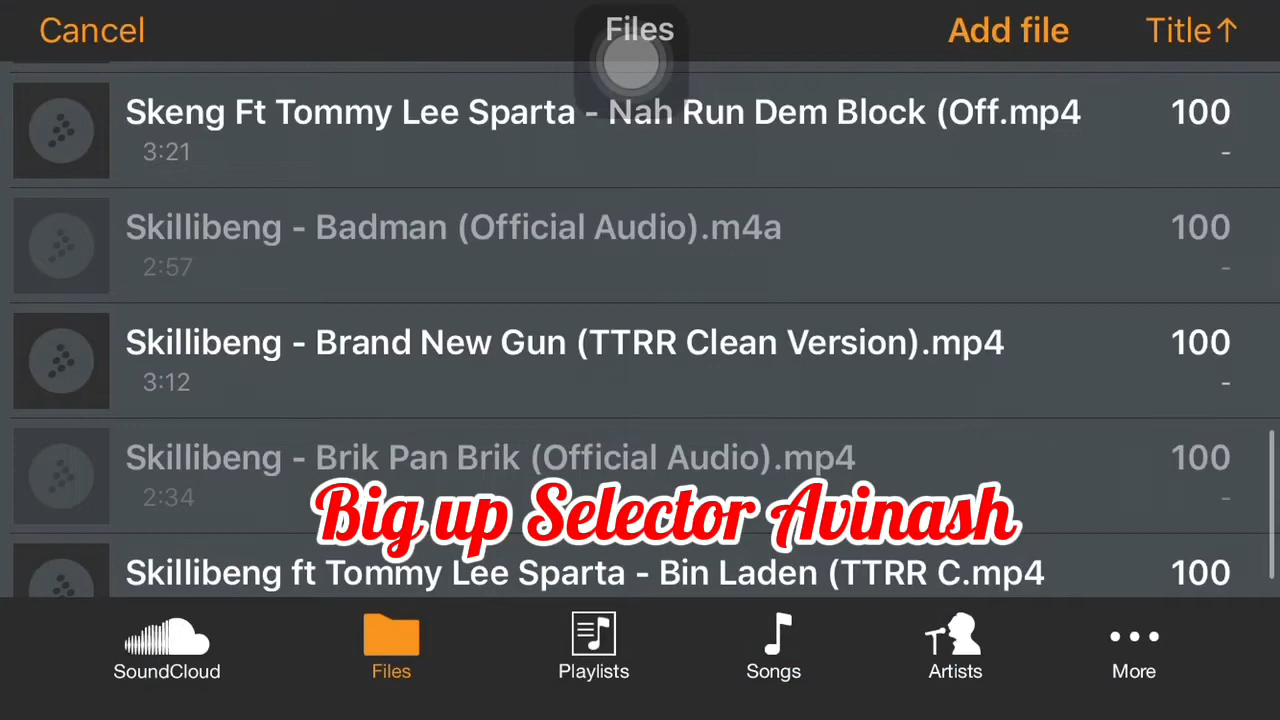 Cancel Files Add file Title↑
Skeng Ft Tommy Lee Sparta - Nah Run Dem Block (Off.mp4 100
3:21 -
Skillibeng - Badman (Official Audio).m4a 100
2:57 -
Skillibeng - Brand New Gun (TTRR Clean Version).mp4 100
3:12 -
Skillibeng - Brik Pan Brik (Official Audio).mp4 100
2:34 -
Big up Selector Avinash
Skillibeng ft Tommy Lee Sparta - Bin Laden (TTRR C.mp4 100
SoundCloud Files Playlists Songs Artists More